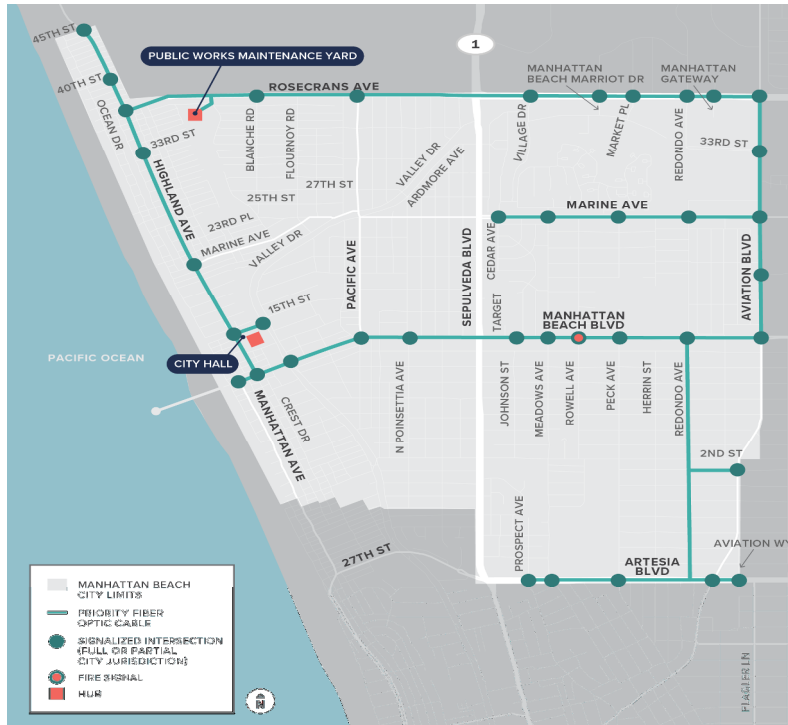 45TH ST
PUBLIC WORKS MAINTENANCE YARD
1
40TH ST
ROSECRANS AVE
MANHATTAN
BEACH MARRIOT DR
MANHATTAN
GATEWAY
OCEAN DR
33RD ST
BLANCHE RD
FLOURNOY RD
VILLAGE DR
MARKET PL
REDONDO AVE
33RD ST
HIGHLAND AVE
27TH ST
VALLEY DR
ARDMORE AVE
25TH ST
23RD PL
MARINE AVE
MARINE AVE
VALLEY DR
PACIFIC AVE
SEPULVEDA BLVD
CEDAR AVE
TARGET
AVIATION BLVD
15TH ST
MANHATTAN
BEACH BLVD
PACIFIC OCEAN
CITY HALL
MANHATTAN AVE
CREST DR
N POINSETTIA AVE
JOHNSON ST
MEADOWS AVE
ROWELL AVE
PECK AVE
HERRIN ST
REDONDO AVE
2ND ST
PROSPECT AVE
AVIATION WY
27TH ST
ARTESIA
BLVD
MANHATTAN BEACH
CITY LIMITS
PRIORITY FIBER
OPTIC CABLE
SIGNALIZED INTERSECTION
(FULL OR PARTIAL
CITY JURISDICTION)
FIRE SIGNAL
HUB
N
FLAGLER LN